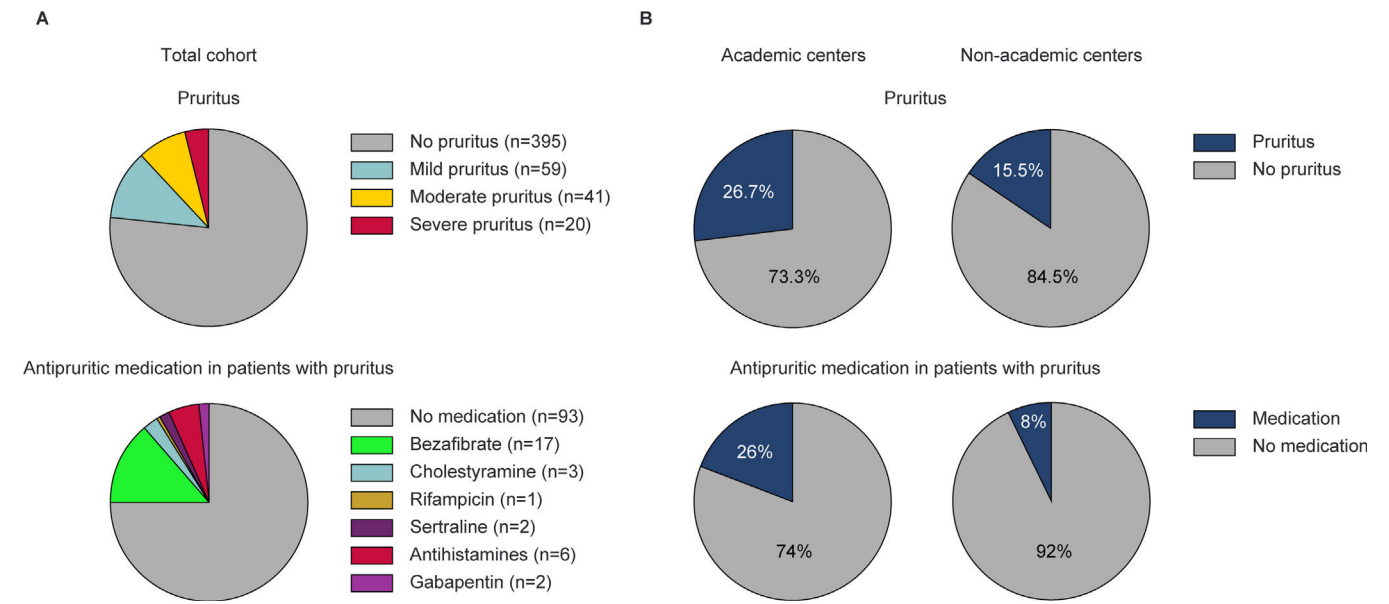 A
Total cohort
Pruritus
No pruritus (n=395)
Mild pruritus (n=59)
Moderate pruritus (n=41)
Severe pruritus (n=20)
Antipruritic medication in patients with pruritus
No medication (n=93)
Bezafibrate (n=17)
Cholestyramine (n=3)
Rifampicin (n=1)
Sertraline (n=2)
Antihistamines (n=6)
Gabapentin (n=2)
B
Academic centers
Non-academic centers
Pruritus
26.7%
73.3%
15.5%
84.5%
Pruritus
No pruritus
Antipruritic medication in patients with pruritus
26%
74%
8%
92%
Medication
No medication